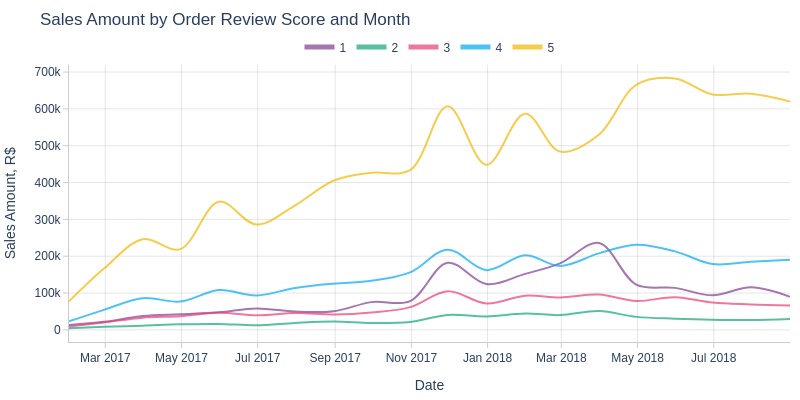 Sales Amount by Order Review Score and Month
1 2 3 4 5
700k
600k
500k
400k
300k
200k
100k
0
Sales Amount, R$
Mar 2017 May 2017 Jul 2017 Sep 2017 Nov 2017 Jan 2018 Mar 2018 May 2018 Jul 2018
Date